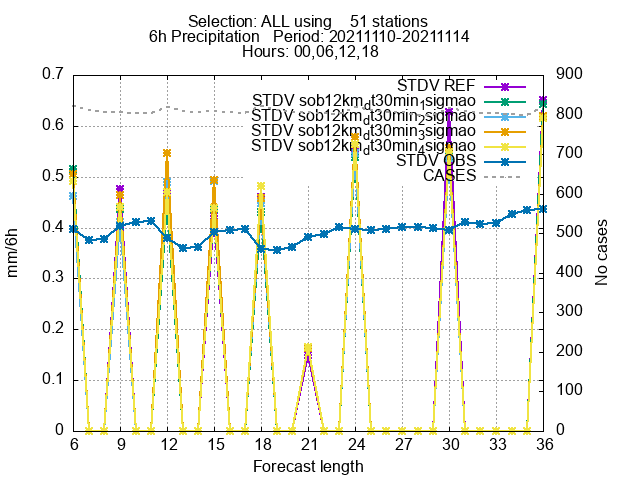 Selection: ALL using 51 stations
6h Precipitation Period: 20211110-20211114
Hours: 00,06,12,18
STDV REF
STDV sob12km_dt30min_1sigmao
STDV sob12km_dt30min_2sigmao
STDV sob12km_dt30min_3sigmao
STDV sob12km_dt30min_4sigmao
STDV OBS
CASES
mm/6h
0.7
0.6
0.5
0.4
0.3
0.2
0.1
0
900
800
700
600
500
400
300
200
100
0
No cases
6 9 12 15 18 21 24 27 30 33 36
Forecast length